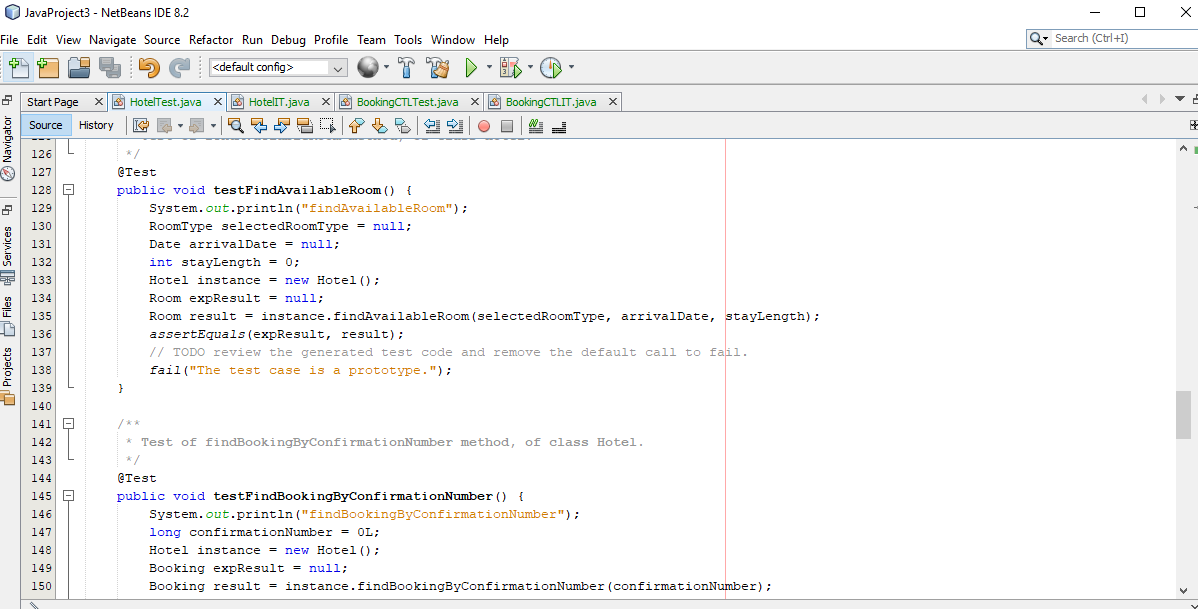 JavaProject3 - NetBeans IDE 8.2
File Edit View Navigate Source Refactor Run Debug Profile Team Tools Window Help
Search (Ctrl+I)
<default config>
Start Page HotelTest.java HotelIT.java BookingCTLTest.java BookingCTLIT.java
Source History
Navigator
Services
Files
Projects
126 */
127 @Test
128 public void testFindAvailableRoom() {
129 System.out.println("findAvailableRoom");
130 RoomType selectedRoomType = null;
131 Date arrivalDate = null;
132 int stayLength = 0;
133 Hotel instance = new Hotel();
134 Room expResult = null;
135 Room result = instance.findAvailableRoom(selectedRoomType, arrivalDate, stayLength);
136 assertEquals(expResult, result);
137 // TODO review the generated test code and remove the default call to fail.
138 fail("The test case is a prototype.");
139 }
140
141 /**
142 * Test of findBookingByConfirmationNumber method, of class Hotel.
143 */
144 @Test
145 public void testFindBookingByConfirmationNumber() {
146 System.out.println("findBookingByConfirmationNumber");
147 long confirmationNumber = 0L;
148 Hotel instance = new Hotel();
149 Booking expResult = null;
150 Booking result = instance.findBookingByConfirmationNumber(confirmationNumber);